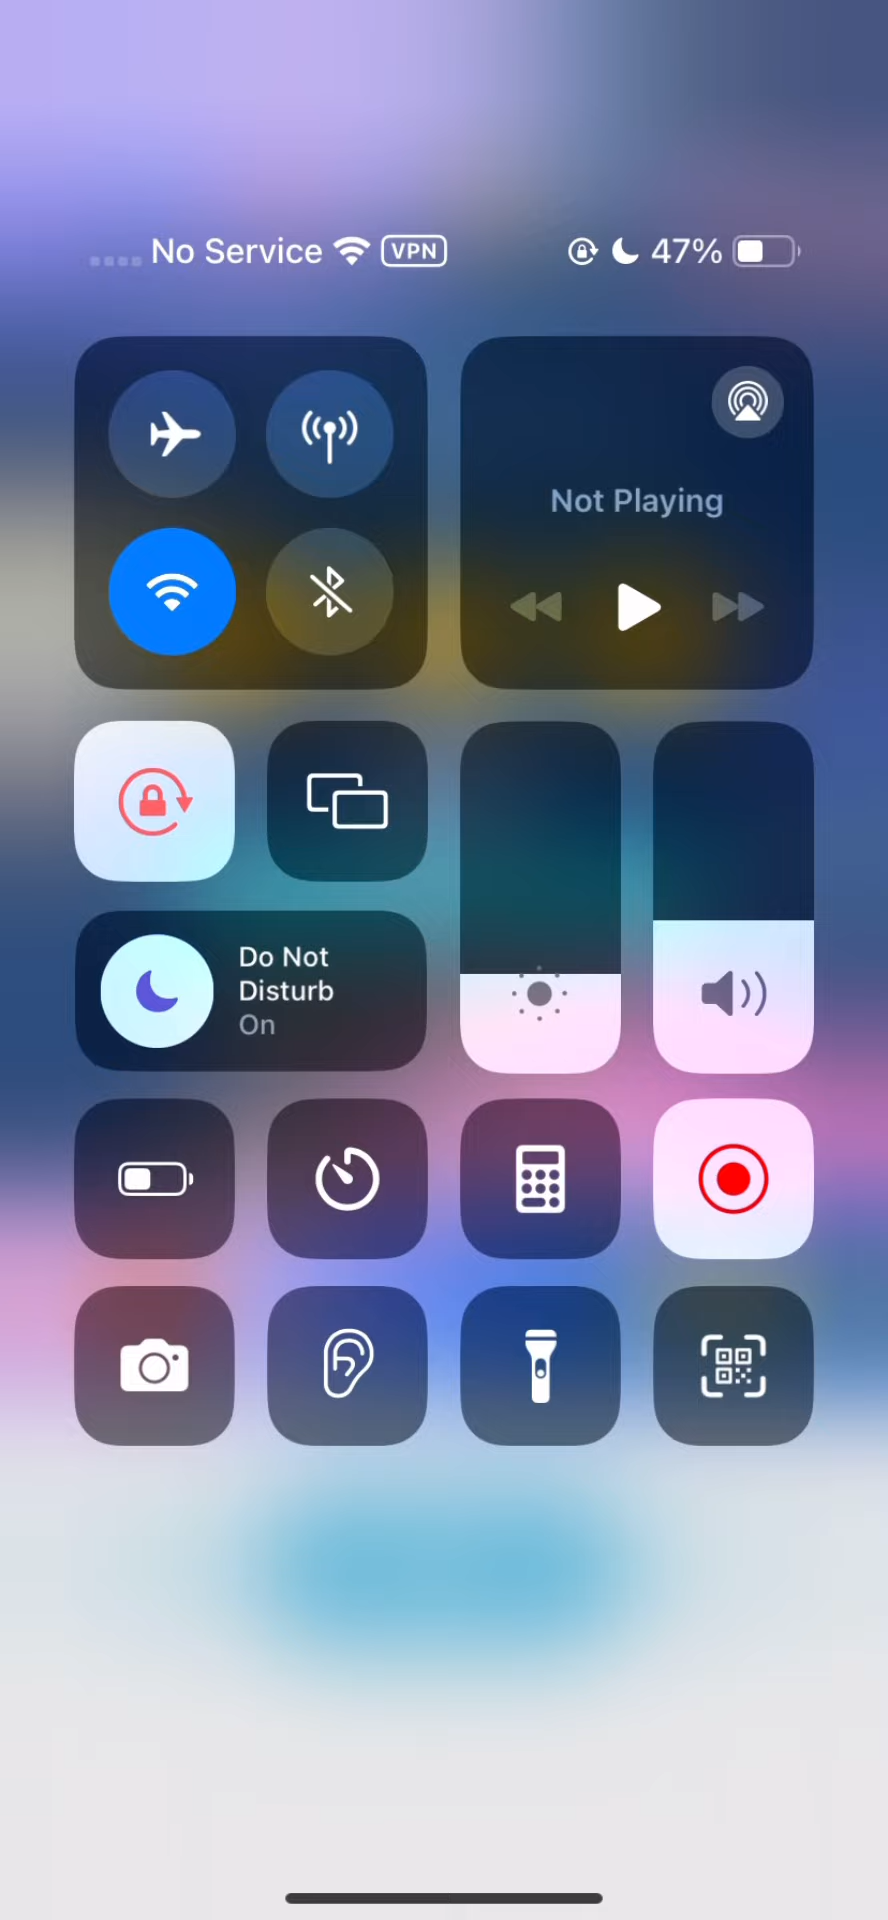 No Service VPN 47%
Not Playing
Do Not
Disturb
On